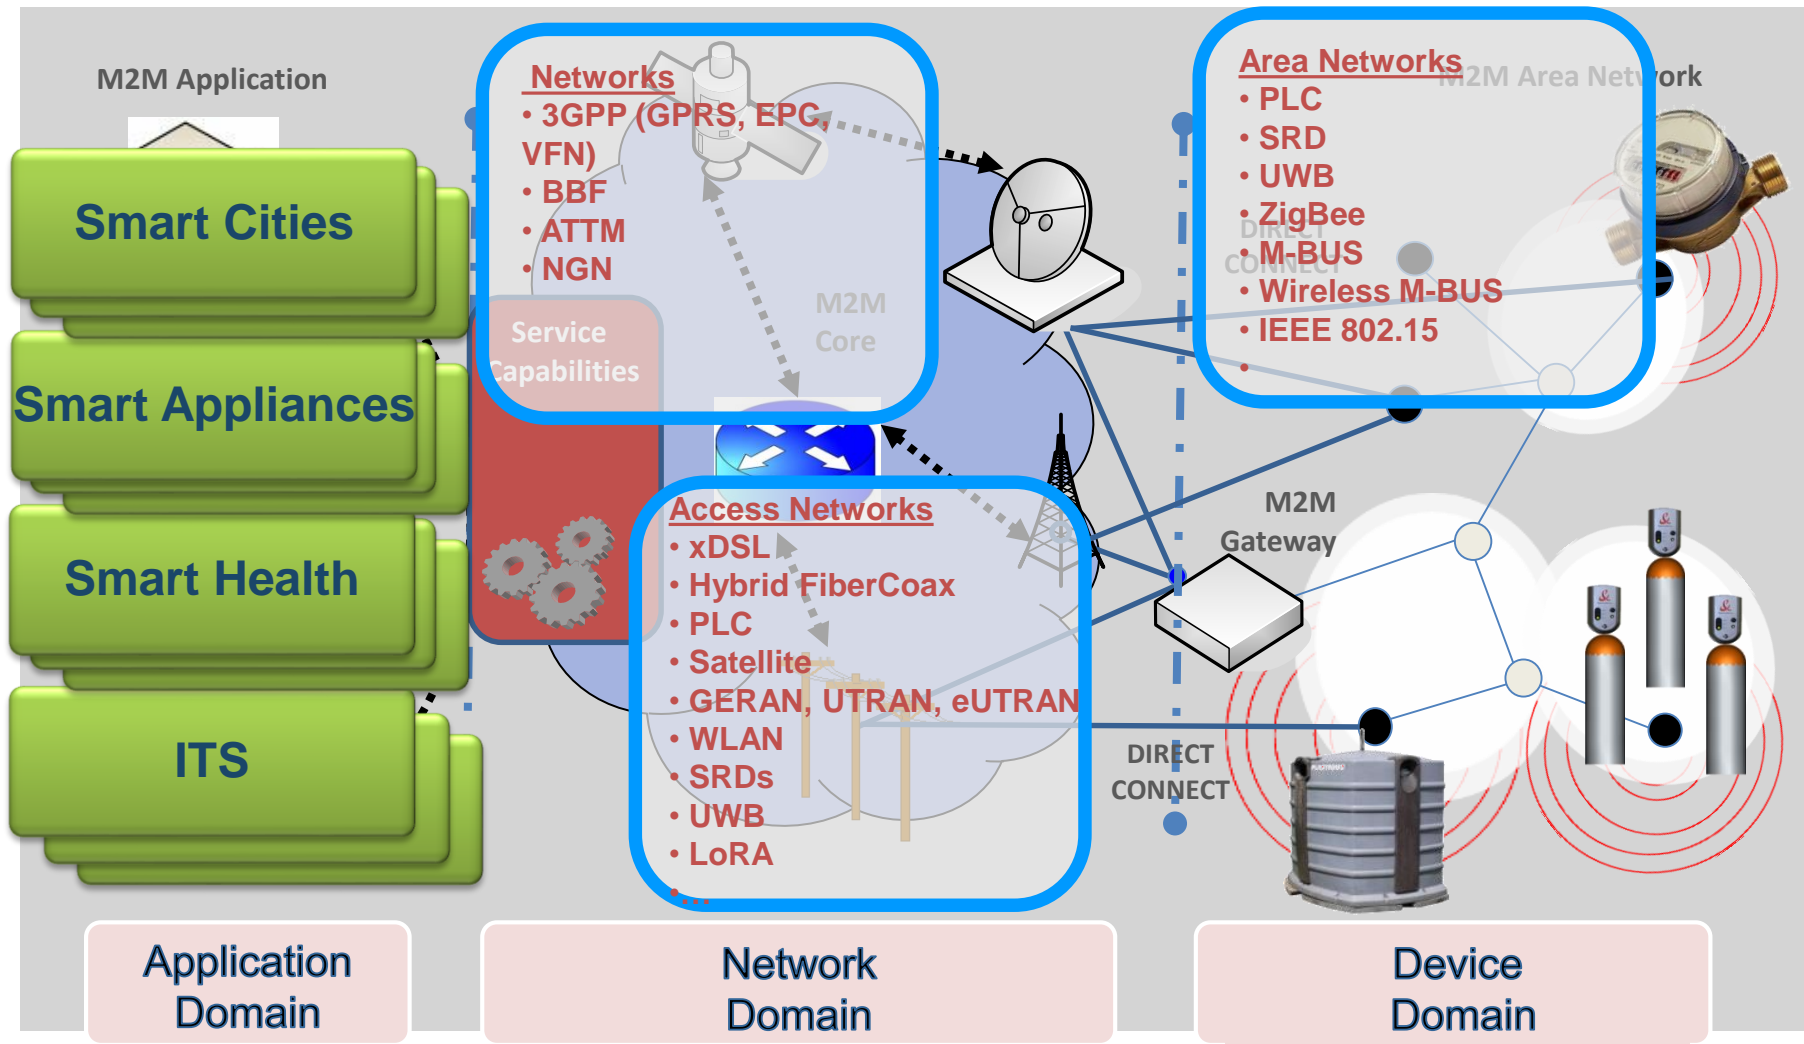 M2M Application
Smart Cities
Smart Appliances
Smart Health
ITS
Networks
• 3GPP (GPRS, EPC,
VFN)
• BBF
• ATTM
• NGN
Service
Capabilities
M2M
Core
Access Networks
• xDSL
• Hybrid FiberCoax
• PLC
• Satellite
• GERAN, UTRAN, eUTRAN
• WLAN
• SRDs
• UWB
• LoRA
• ...
Area Networks
• PLC
• SRD
• UWB
• ZigBee
• M-BUS
• Wireless M-BUS
• IEEE 802.15
•
M2M Area Network
DIRECT
CONNECT
M2M
Gateway
DIRECT
CONNECT
Application
Domain
Network
Domain
Device
Domain